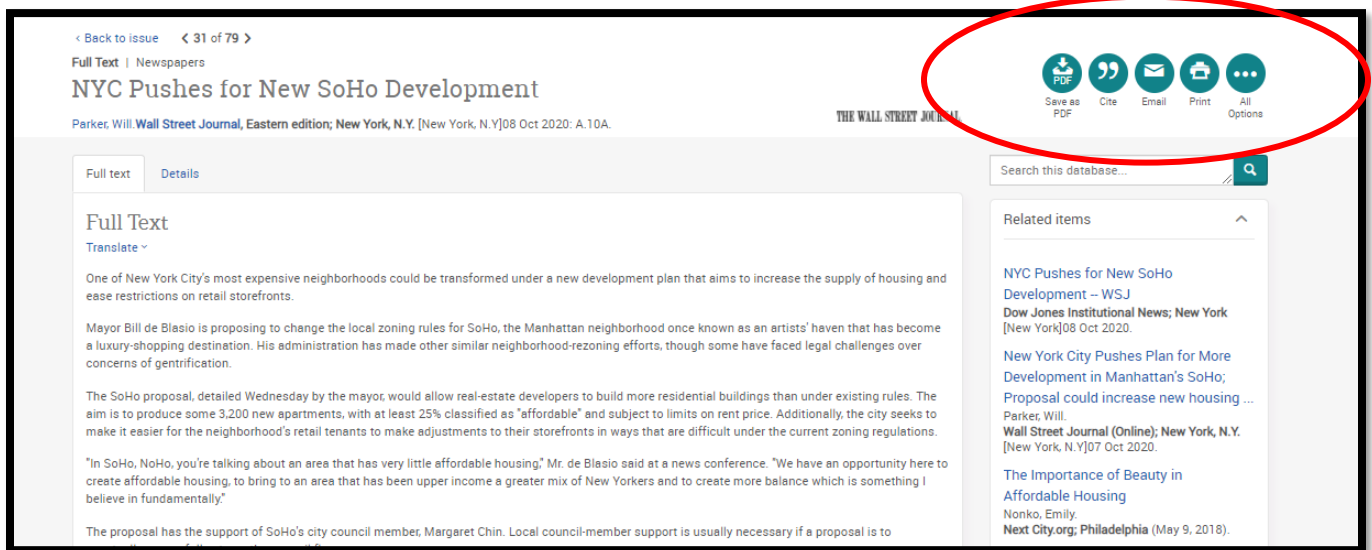 < Back to issue < 31 of 79 >
Full Text | Newspapers
NYC Pushes for New SoHo Development
Parker, Will.Wall Street Journal, Eastern edition; New York, N.Y. [New York, N.Y]08 Oct 2020: A.10A.
THE WALL STREET JOURNAL.
PDF
Save as PDF
Cite
Email
Print
All Options
Full text Details
Full Text
Translate
One of New York City's most expensive neighborhoods could be transformed under a new development plan that aims to increase the supply of housing and
ease restrictions on retail storefronts.
Mayor Bill de Blasio is proposing to change the local zoning rules for SoHo, the Manhattan neighborhood once known as an artists' haven that has become
a luxury-shopping destination. His administration has made other similar neighborhood-rezoning efforts, though some have faced legal challenges over
concerns of gentrification.
The SoHo proposal, detailed Wednesday by the mayor, would allow real-estate developers to build more residential buildings than under existing rules. The
aim is to produce some 3,200 new apartments, with at least 25% classified as "affordable" and subject to limits on rent price. Additionally, the city seeks to
make it easier for the neighborhood's retail tenants to make adjustments to their storefronts in ways that are difficult under the current zoning regulations.
"In SoHo, NoHo, you're talking about an area that has very little affordable housing," Mr. de Blasio said at a news conference. "We have an opportunity here to
create affordable housing, to bring to an area that has been upper income a greater mix of New Yorkers and to create more balance which is something I
believe in fundamentally."
The proposal has the support of SoHo's city council member, Margaret Chin. Local council-member support is usually necessary if a proposal is to
Search this database...
Related items
NYC Pushes for New SoHo
Development -- WSJ
Dow Jones Institutional News; New York
[New York]08 Oct 2020.
New York City Pushes Plan for More
Development in Manhattan's SoHo;
Proposal could increase new housing ...
Parker, Will.
Wall Street Journal (Online); New York, N.Y.
[New York, N.Y]07 Oct 2020.
The Importance of Beauty in
Affordable Housing
Nonko, Emily.
Next City.org; Philadelphia (May 9, 2018).